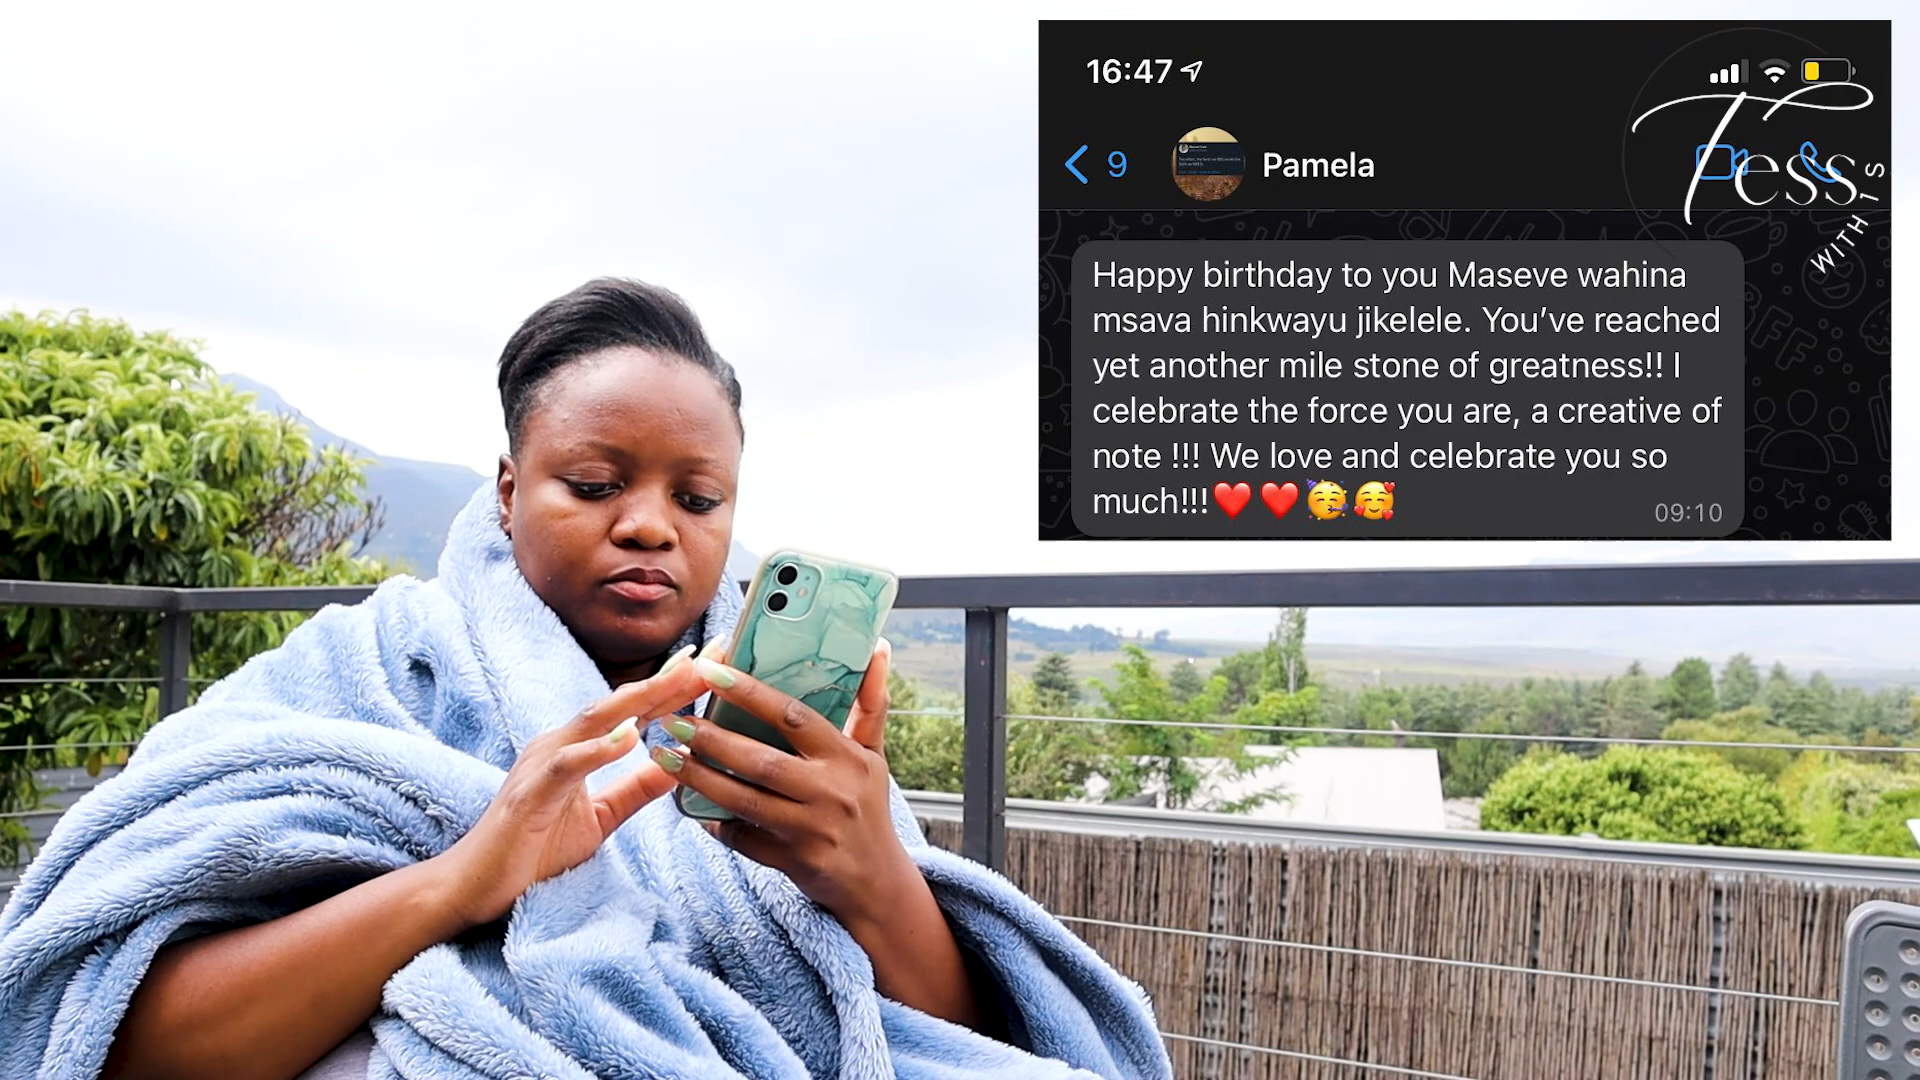 16:47
9
Pamela
Tess
WITH 1 S
Happy birthday to you Maseve wahina
msava hinkwayu jikelele. You’ve reached
yet another mile stone of greatness!! I
celebrate the force you are, a creative of
note !!! We love and celebrate you so
much!!!❤️❤️🥳🥰
09:10